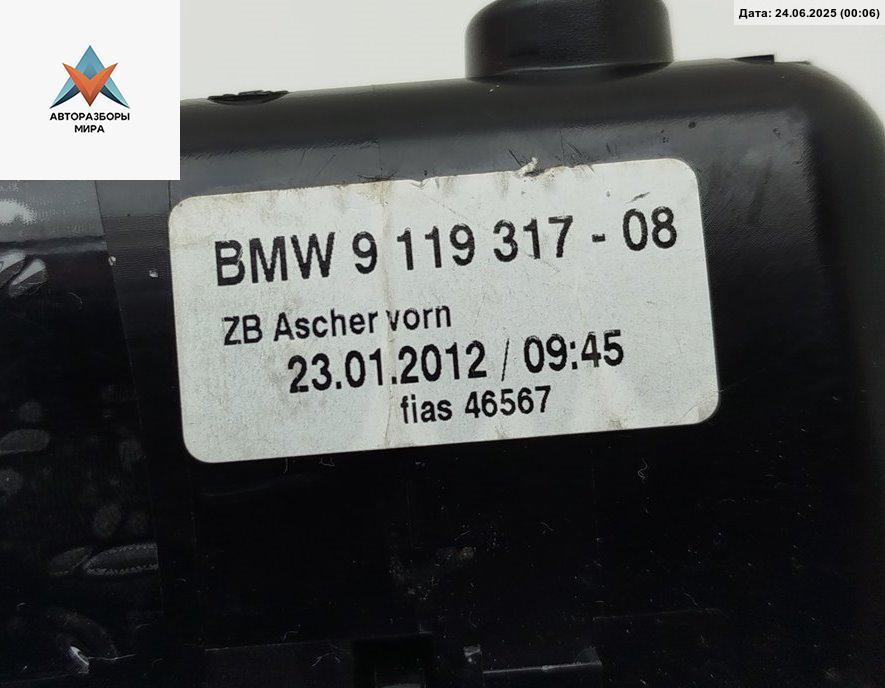 Дата: 24.06.2025 (00:06)
АВТОРАЗБОРЫ
МИРА
BMW 9 119 317 - 08
ZB Ascher vorn
23.01.2012 / 09:45
fias 46567